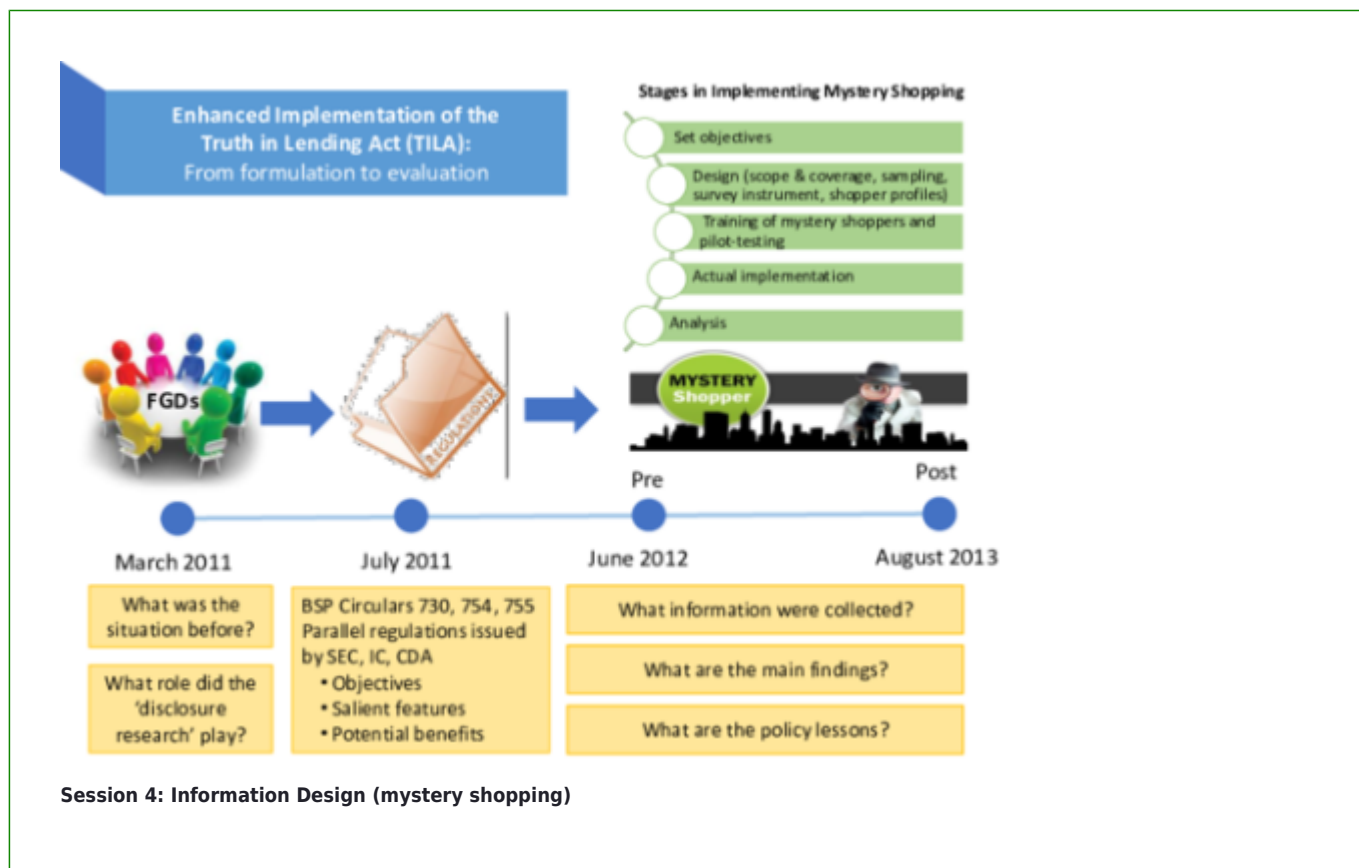 Enhanced Implementation of the
Truth in Lending Act (TILA):
From formulation to evaluation
Stages in Implementing Mystery Shopping
Set objectives
Design (scope & coverage, sampling,
survey instrument, shopper profiles)
Training of mystery shoppers and
pilot-testing
Actual implementation
Analysis
FGDs
REGULATIONS
MYSTERY
Shopper
Pre
Post
March 2011
July 2011
June 2012
August 2013
What was the
situation before?
What role did the
‘disclosure
research’ play?
BSP Circulars 730, 754, 755
Parallel regulations issued
by SEC, IC, CDA
• Objectives
• Salient features
• Potential benefits
What information were collected?
What are the main findings?
What are the policy lessons?
Session 4: Information Design (mystery shopping)